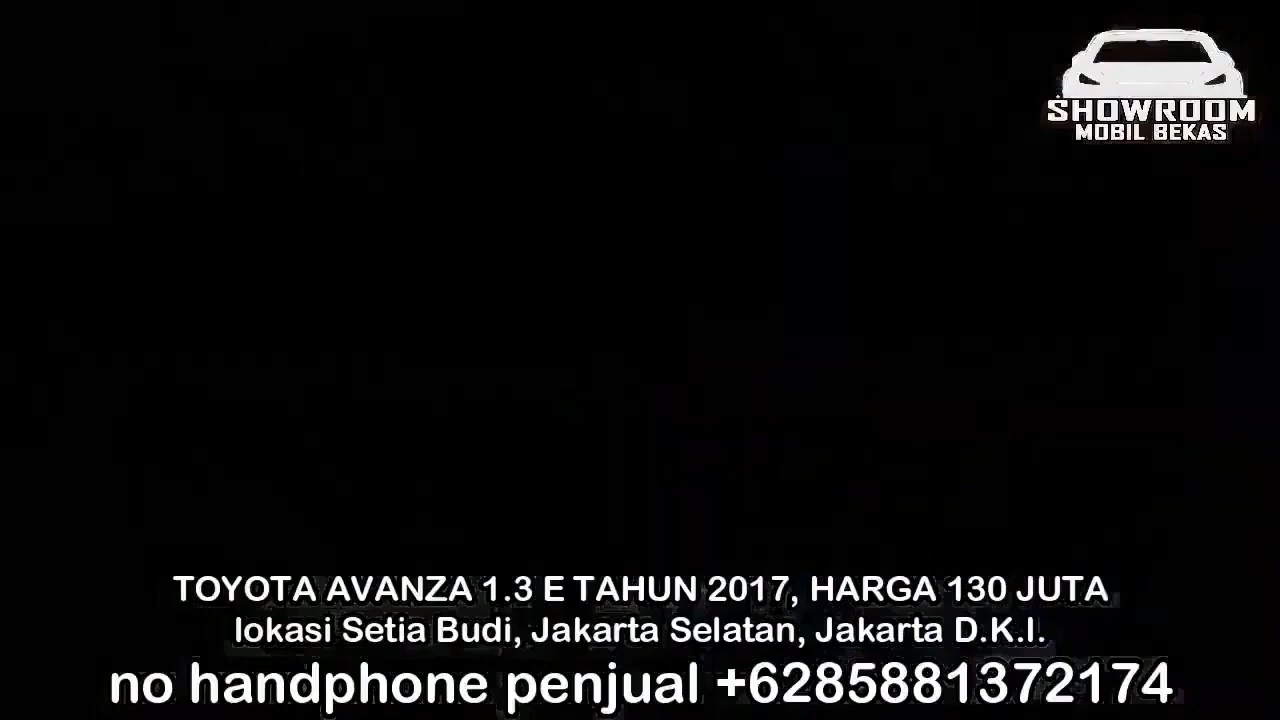 SHOWROOM
MOBIL BEKAS
TOYOTA AVANZA 1.3 E TAHUN 2017, HARGA 130 JUTA
lokasi Setia Budi, Jakarta Selatan, Jakarta D.K.I.
no handphone penjual +6285881372174